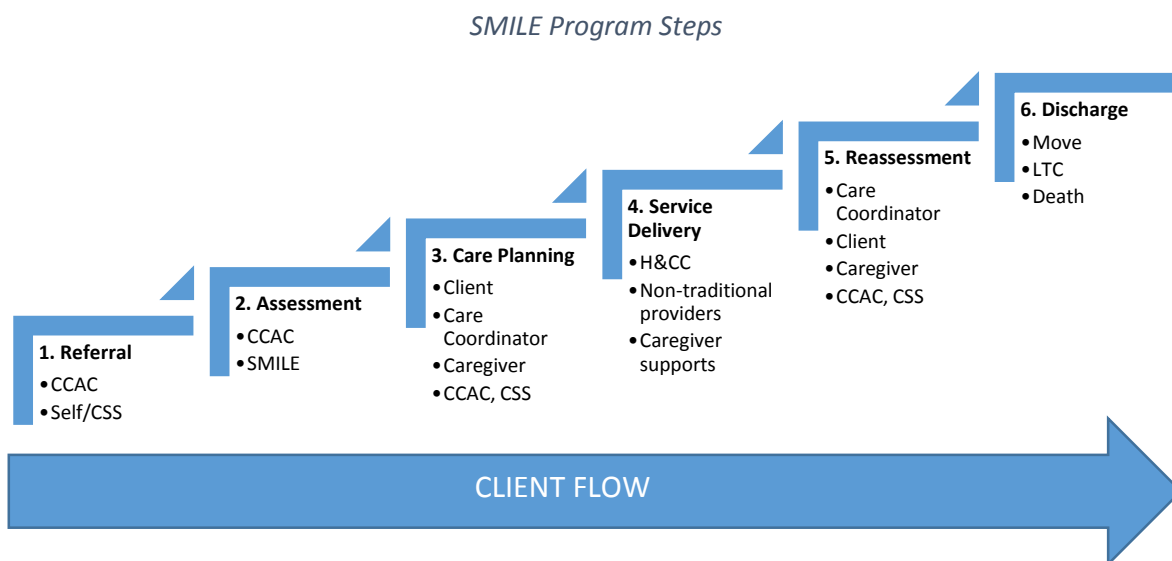 SMILE Program Steps
1. Referral
•CCAC
•Self/CSS
2. Assessment
•CCAC
•SMILE
3. Care Planning
•Client
•Care
Coordinator
•Caregiver
•CCAC, CSS
4. Service
Delivery
•H&CC
•Non-traditional
providers
•Caregiver
supports
5. Reassessment
•Care
Coordinator
•Client
•Caregiver
•CCAC, CSS
6. Discharge
•Move
•LTC
•Death
CLIENT FLOW